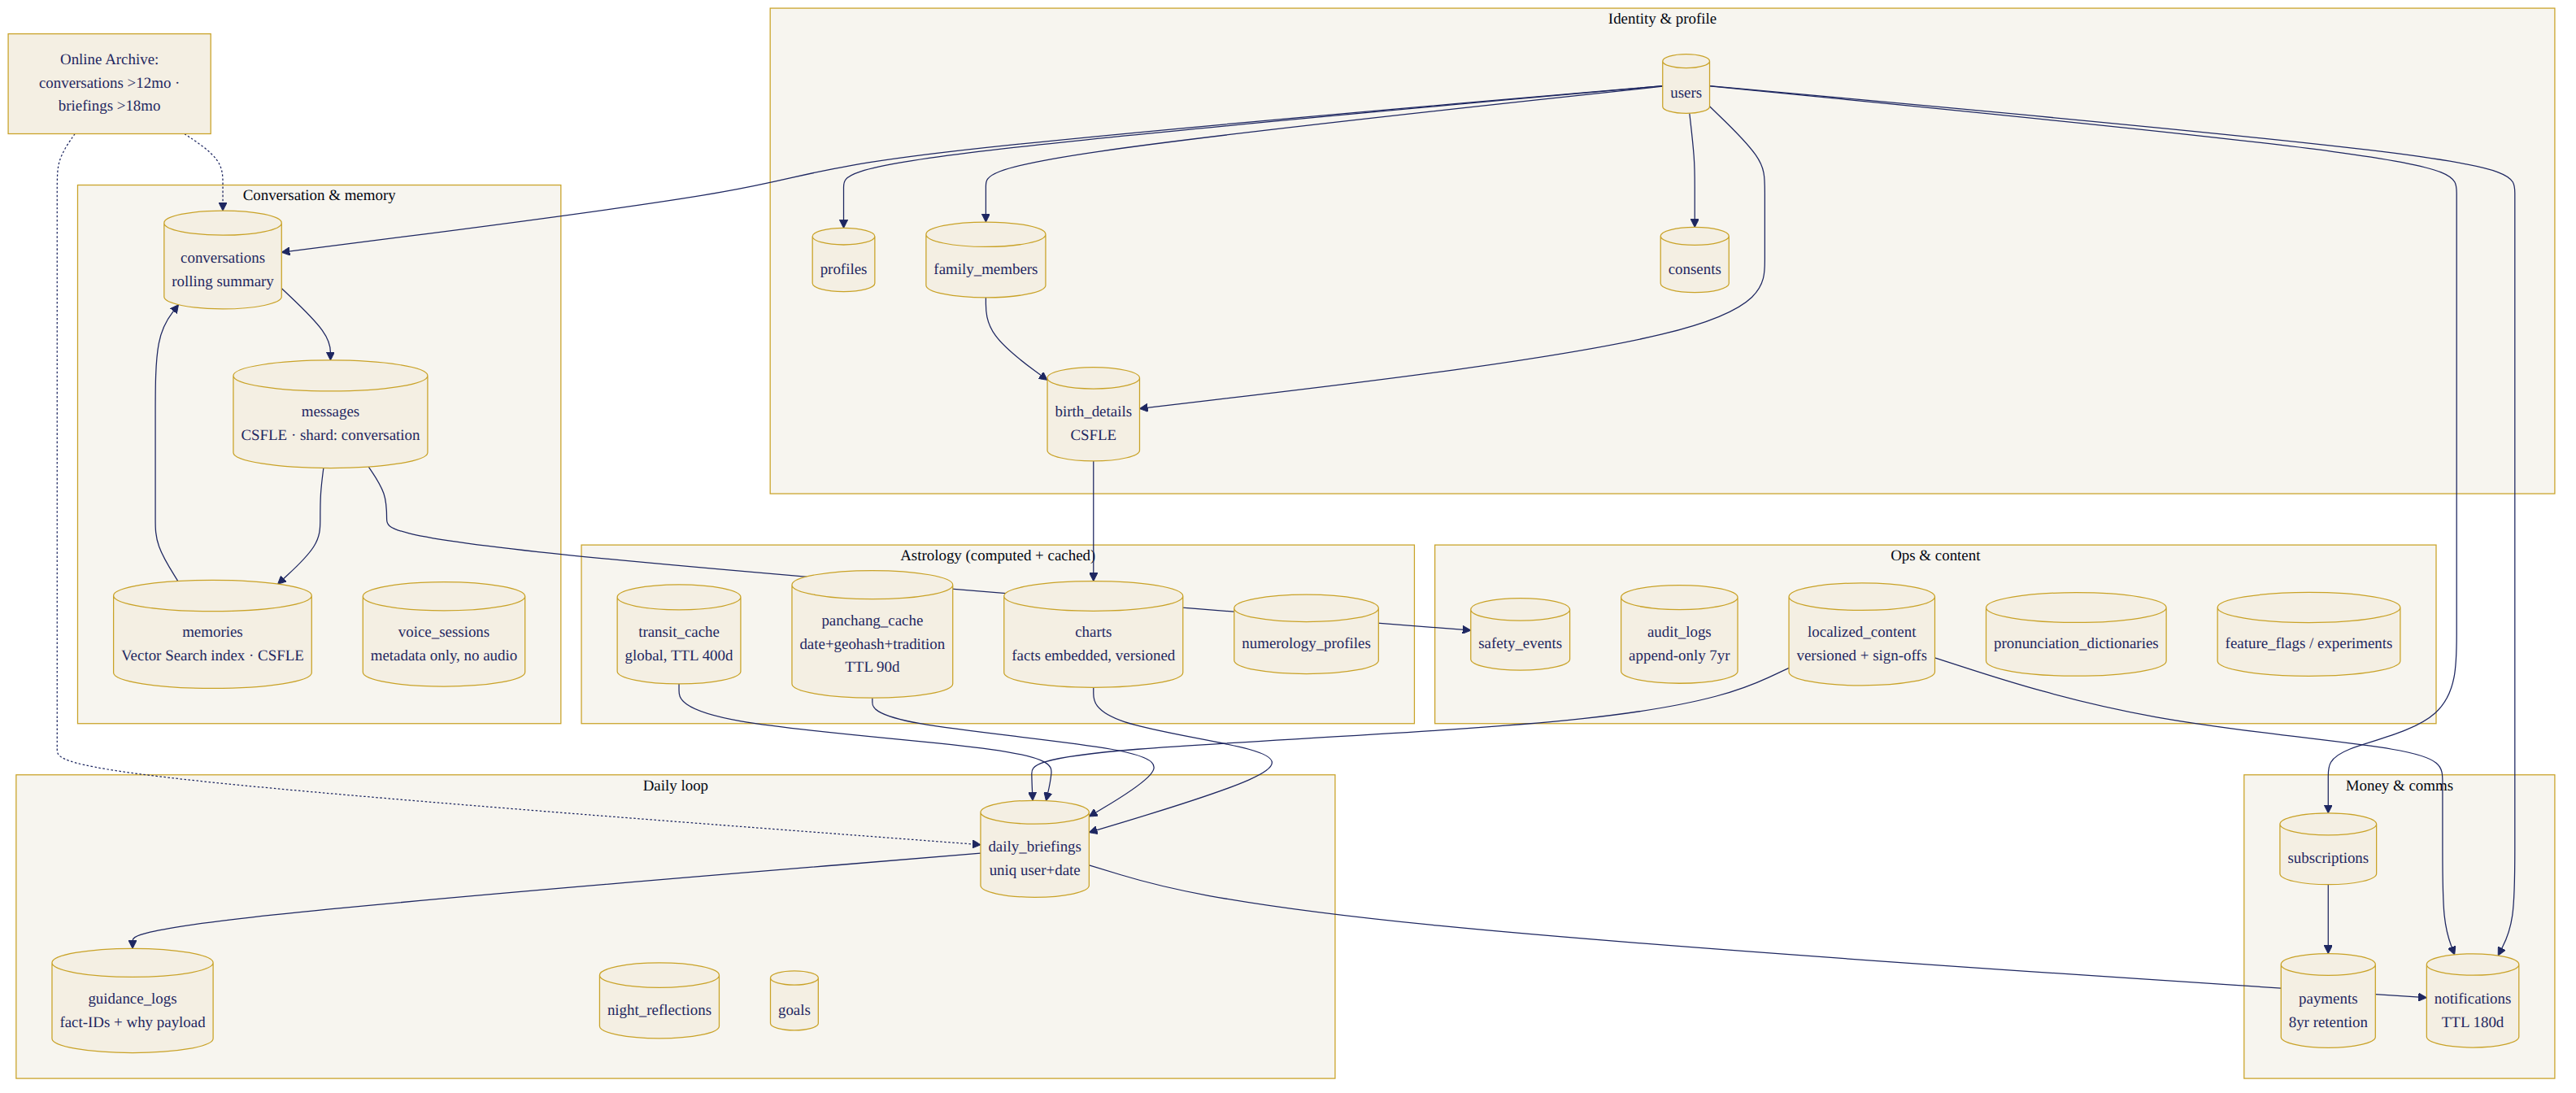 Identity & profile
users
Online Archive:
conversations >12mo ·
briefings >18mo
Conversation & memory
conversations
rolling summary
profiles
family_members
consents
messages
CSFLE · shard: conversation
birth_details
CSFLE
Astrology (computed + cached)
Ops & content
memories
Vector Search index · CSFLE
voice_sessions
metadata only, no audio
transit_cache
global, TTL 400d
panchang_cache
date+geohash+tradition
TTL 90d
charts
facts embedded, versioned
numerology_profiles
safety_events
audit_logs
append-only 7yr
localized_content
versioned + sign-offs
pronunciation_dictionaries
feature_flags / experiments
Daily loop
Money & comms
daily_briefings
uniq user+date
subscriptions
guidance_logs
fact-IDs + why payload
night_reflections
goals
payments
8yr retention
notifications
TTL 180d